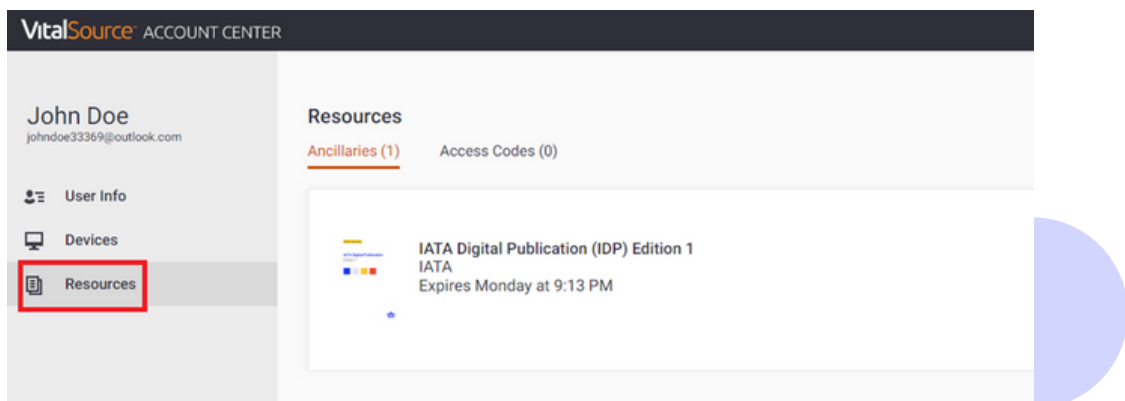 VitalSource ACCOUNT CENTER
John Doe
johndoe33369@outlook.com
User Info
Devices
Resources
Resources
Ancillaries (1) Access Codes (0)
IATA Digital Publication (IDP) Edition 1
IATA
Expires Monday at 9:13 PM